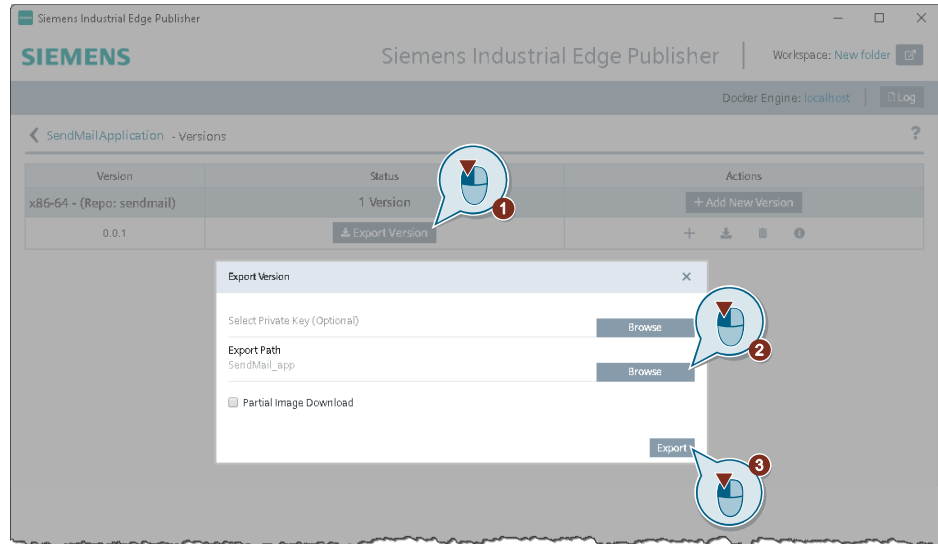 Siemens Industrial Edge Publisher
SIEMENS
Siemens Industrial Edge Publisher
Workspace: New folder
Docker Engine: localhost
Log
SendMailApplication - Versions
?
Version Status Actions
x86-64 - (Repo: sendmail) 1 Version + Add New Version
0.0.1 Export Version
1
Export Version
Select Private Key (Optional)
Browse
2
Export Path
SendMail_app
Browse
Partial Image Download
Export
3